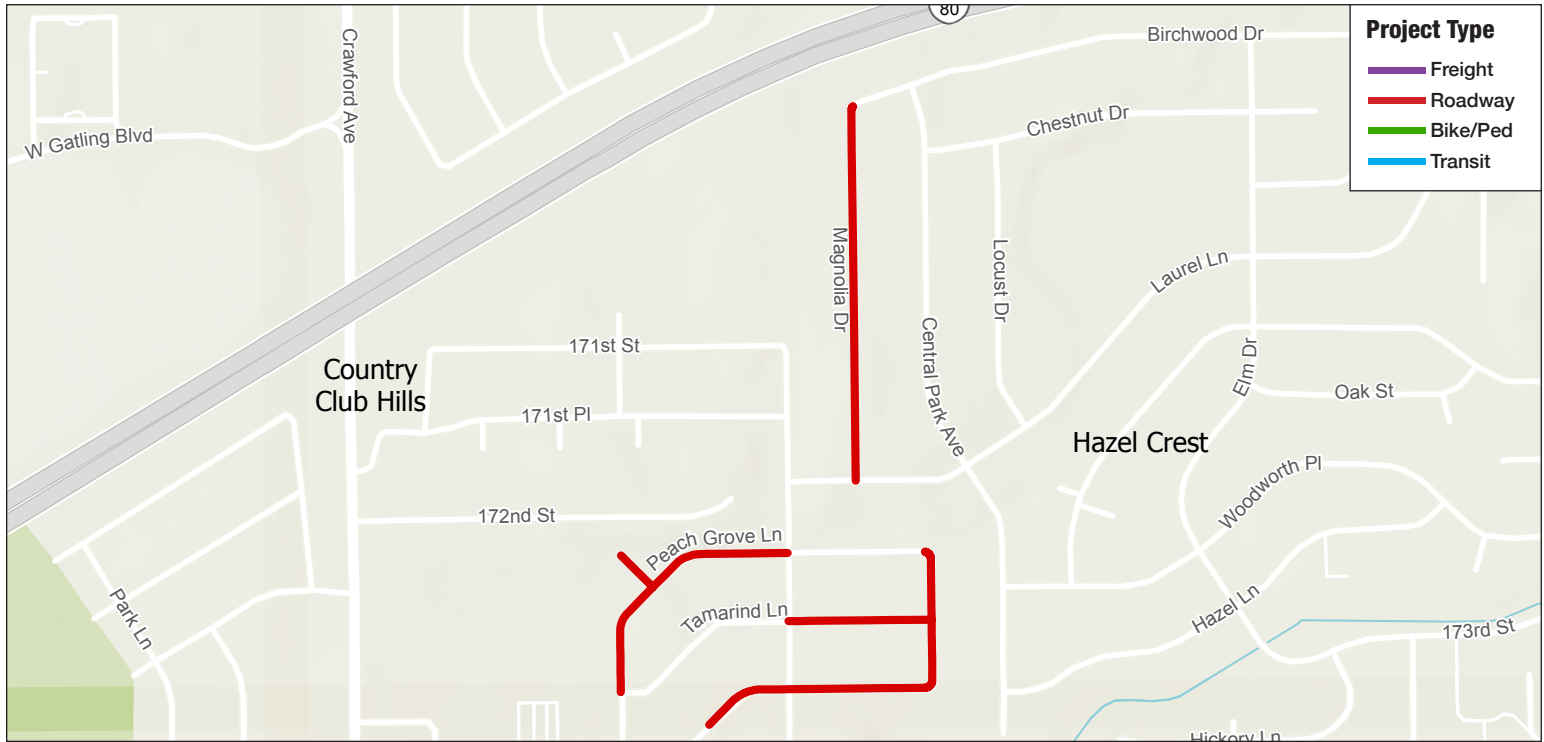 80
Project Type
Freight
Roadway
Bike/Ped
Transit
Birchwood Dr
Crawford Ave
W Gatling Blvd
Chestnut Dr
Magnolia Dr
Locust Dr
Laurel Ln
Central Park Ave
171st St
Country
Club Hills
Elm Dr
Oak St
171st Pl
Hazel Crest
Woodworth Pl
172nd St
Peach Grove Ln
Park Ln
Tamarind Ln
Hazel Ln
173rd St
Hickory Ln